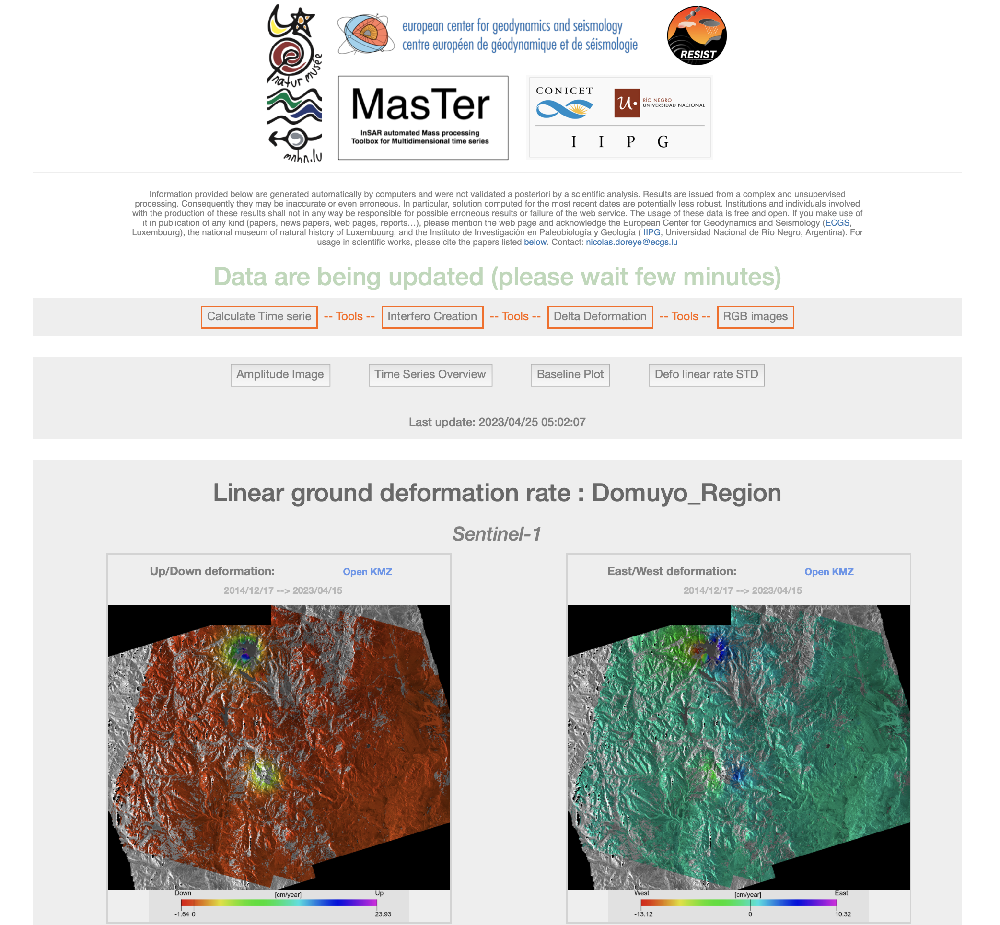 natur musée
mnhn.lu
european center for geodynamics and seismology
centre européen de géodynamique et de séismologie
RESIST
MasTer
InSAR automated Mass processing
Toolbox for Multidimensional time series
CONICET
u.
RÍO NEGRO
UNIVERSIDAD NACIONAL
I I P G
Information provided below are generated automatically by computers and were not validated a posteriori by a scientific analysis. Results are issued from a complex and unsupervised
processing. Consequently they may be inaccurate or even erroneous. In particular, solution computed for the most recent dates are potentially less robust. Institutions and individuals involved
with the production of these results shall not in any way be responsible for possible erroneous results or failure of the web service. The usage of these data is free and open. If you make use of
it in publication of any kind (papers, news papers, web pages, reports…), please mention the web page and acknowledge the European Center for Geodynamics and Seismology (ECGS,
Luxembourg), the national museum of natural history of Luxembourg, and the Instituto de Investigación en Paleobiología y Geología ( IIPG, Universidad Nacional de Río Negro, Argentina). For
usage in scientific works, please cite the papers listed below. Contact: nicolas.doreye@ecgs.lu
Data are being updated (please wait few minutes)
Calculate Time serie -- Tools -- Interfero Creation -- Tools -- Delta Deformation -- Tools -- RGB images
Amplitude Image Time Series Overview Baseline Plot Defo linear rate STD
Last update: 2023/04/25 05:02:07
Linear ground deformation rate : Domuyo_Region
Sentinel-1
Up/Down deformation: Open KMZ
2014/12/17 --> 2023/04/15
Down [cm/year] Up
-1.64 0 23.93
East/West deformation: Open KMZ
2014/12/17 --> 2023/04/15
West [cm/year] East
-13.12 0 10.32